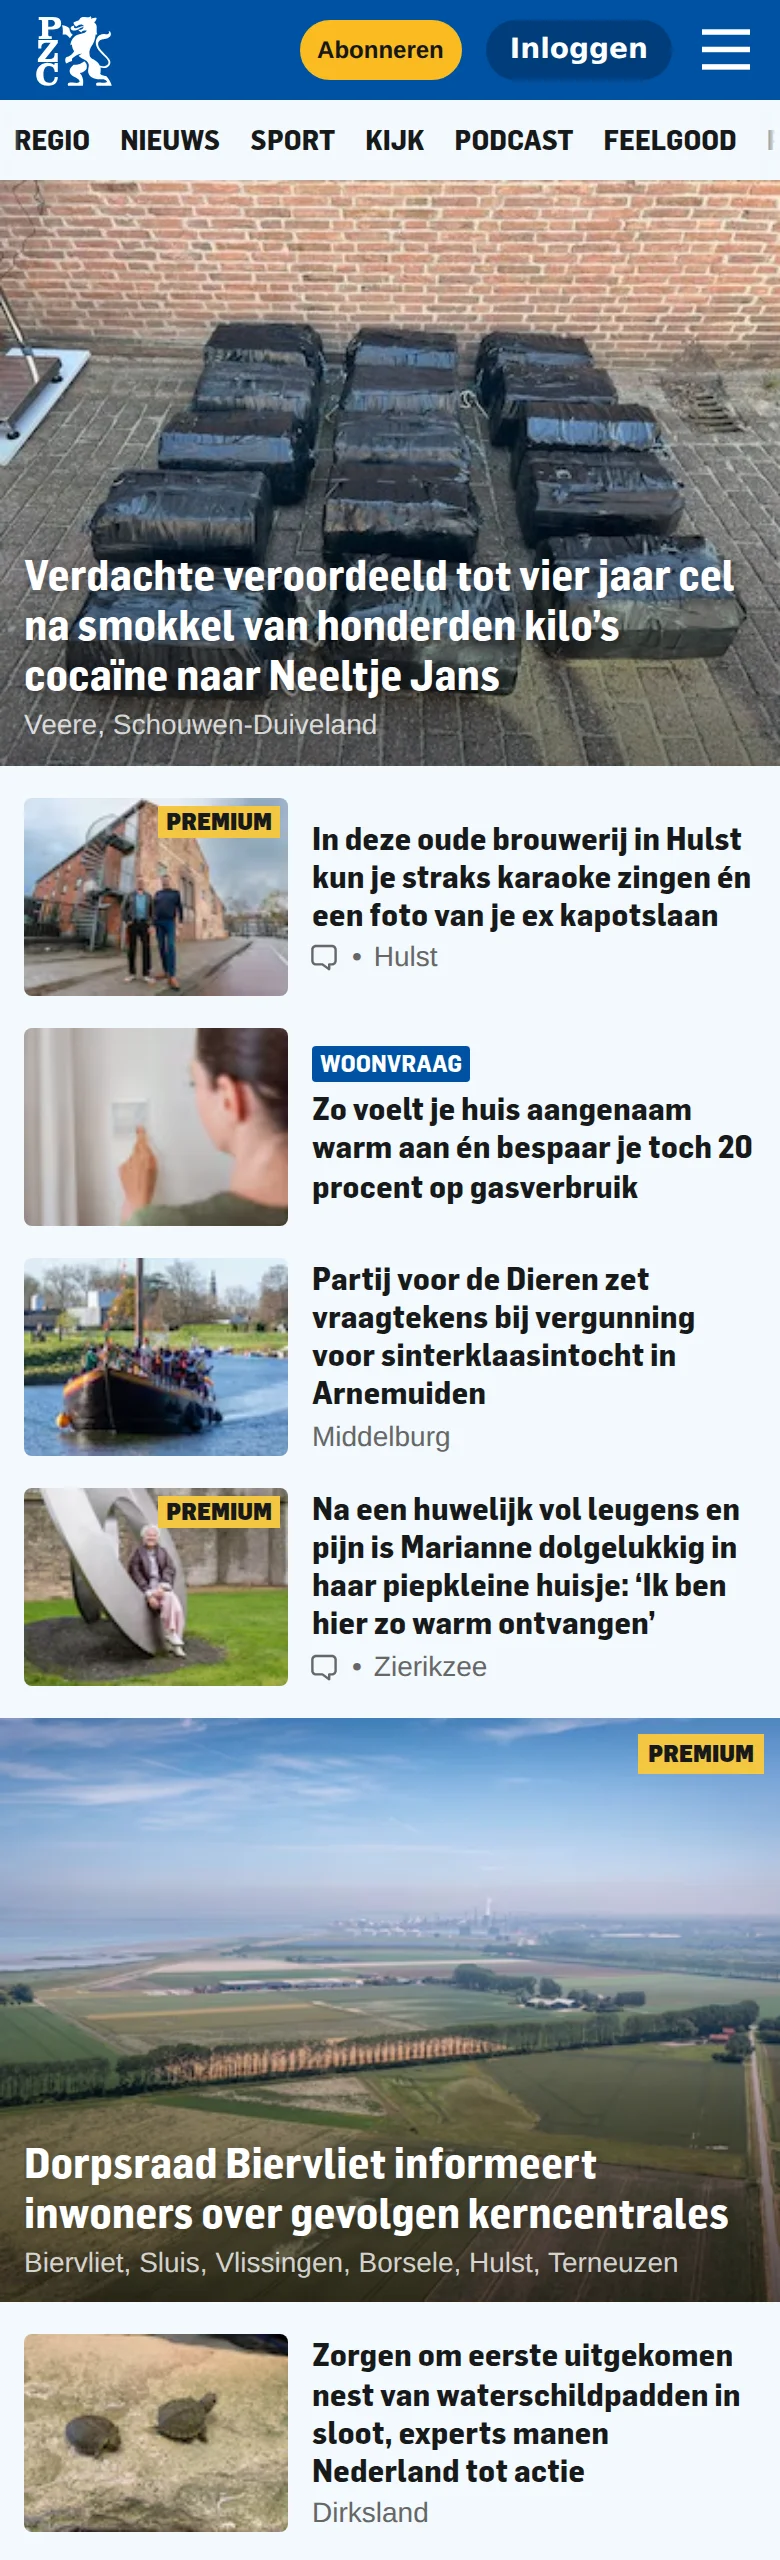 PZC
Abonneren
Inloggen
REGIO NIEUWS SPORT KIJK PODCAST FEELGOOD
Verdachte veroordeeld tot vier jaar cel
na smokkel van honderden kilo’s
cocaïne naar Neeltje Jans
Veere, Schouwen-Duiveland
PREMIUM
In deze oude brouwerij in Hulst
kun je straks karaoke zingen én
een foto van je ex kapotslaan
• Hulst
WOONVRAAG
Zo voelt je huis aangenaam
warm aan én bespaar je toch 20
procent op gasverbruik
Partij voor de Dieren zet
vraagtekens bij vergunning
voor sinterklaasintocht in
Arnemuiden
Middelburg
PREMIUM
Na een huwelijk vol leugens en
pijn is Marianne dolgelukkig in
haar piepkleine huisje: ‘Ik ben
hier zo warm ontvangen’
• Zierikzee
PREMIUM
Dorpsraad Biervliet informeert
inwoners over gevolgen kerncentrales
Biervliet, Sluis, Vlissingen, Borsele, Hulst, Terneuzen
Zorgen om eerste uitgekomen
nest van waterschildpadden in
sloot, experts manen
Nederland tot actie
Dirksland